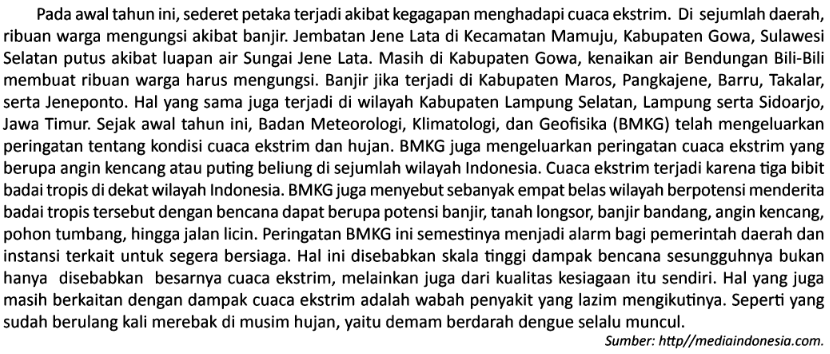 Pada awal tahun ini, sederet petaka terjadi akibat kegagapan menghadapi cuaca ekstrim. Di sejumlah daerah,
ribuan warga mengungsi akibat banjir. Jembatan Jene Lata di Kecamatan Mamuju, Kabupaten Gowa, Sulawesi
Selatan putus akibat luapan air Sungai Jene Lata. Masih di Kabupaten Gowa, kenaikan air Bendungan Bili-Bili
membuat ribuan warga harus mengungsi. Banjir jika terjadi di Kabupaten Maros, Pangkajene, Barru, Takalar,
serta Jeneponto. Hal yang sama juga terjadi di wilayah Kabupaten Lampung Selatan, Lampung serta Sidoarjo,
Jawa Timur. Sejak awal tahun ini, Badan Meteorologi, Klimatologi, dan Geofisika (BMKG) telah mengeluarkan
peringatan tentang kondisi cuaca ekstrim dan hujan. BMKG juga mengeluarkan peringatan cuaca ekstrim yang
berupa angin kencang atau puting beliung di sejumlah wilayah Indonesia. Cuaca ekstrim terjadi karena tiga bibit
badai tropis di dekat wilayah Indonesia. BMKG juga menyebut sebanyak empat belas wilayah berpotensi menderita
badai tropis tersebut dengan bencana dapat berupa potensi banjir, tanah longsor, banjir bandang, angin kencang,
pohon tumbang, hingga jalan licin. Peringatan BMKG ini semestinya menjadi alarm bagi pemerintah daerah dan
instansi terkait untuk segera bersiaga. Hal ini disebabkan skala tinggi dampak bencana sesungguhnya bukan
hanya disebabkan besarnya cuaca ekstrim, melainkan juga dari kualitas kesiagaan itu sendiri. Hal yang juga
masih berkaitan dengan dampak cuaca ekstrim adalah wabah penyakit yang lazim mengikutinya. Seperti yang
sudah berulang kali merebak di musim hujan, yaitu demam berdarah dengue selalu muncul.
Sumber: http//mediaindonesia.com.